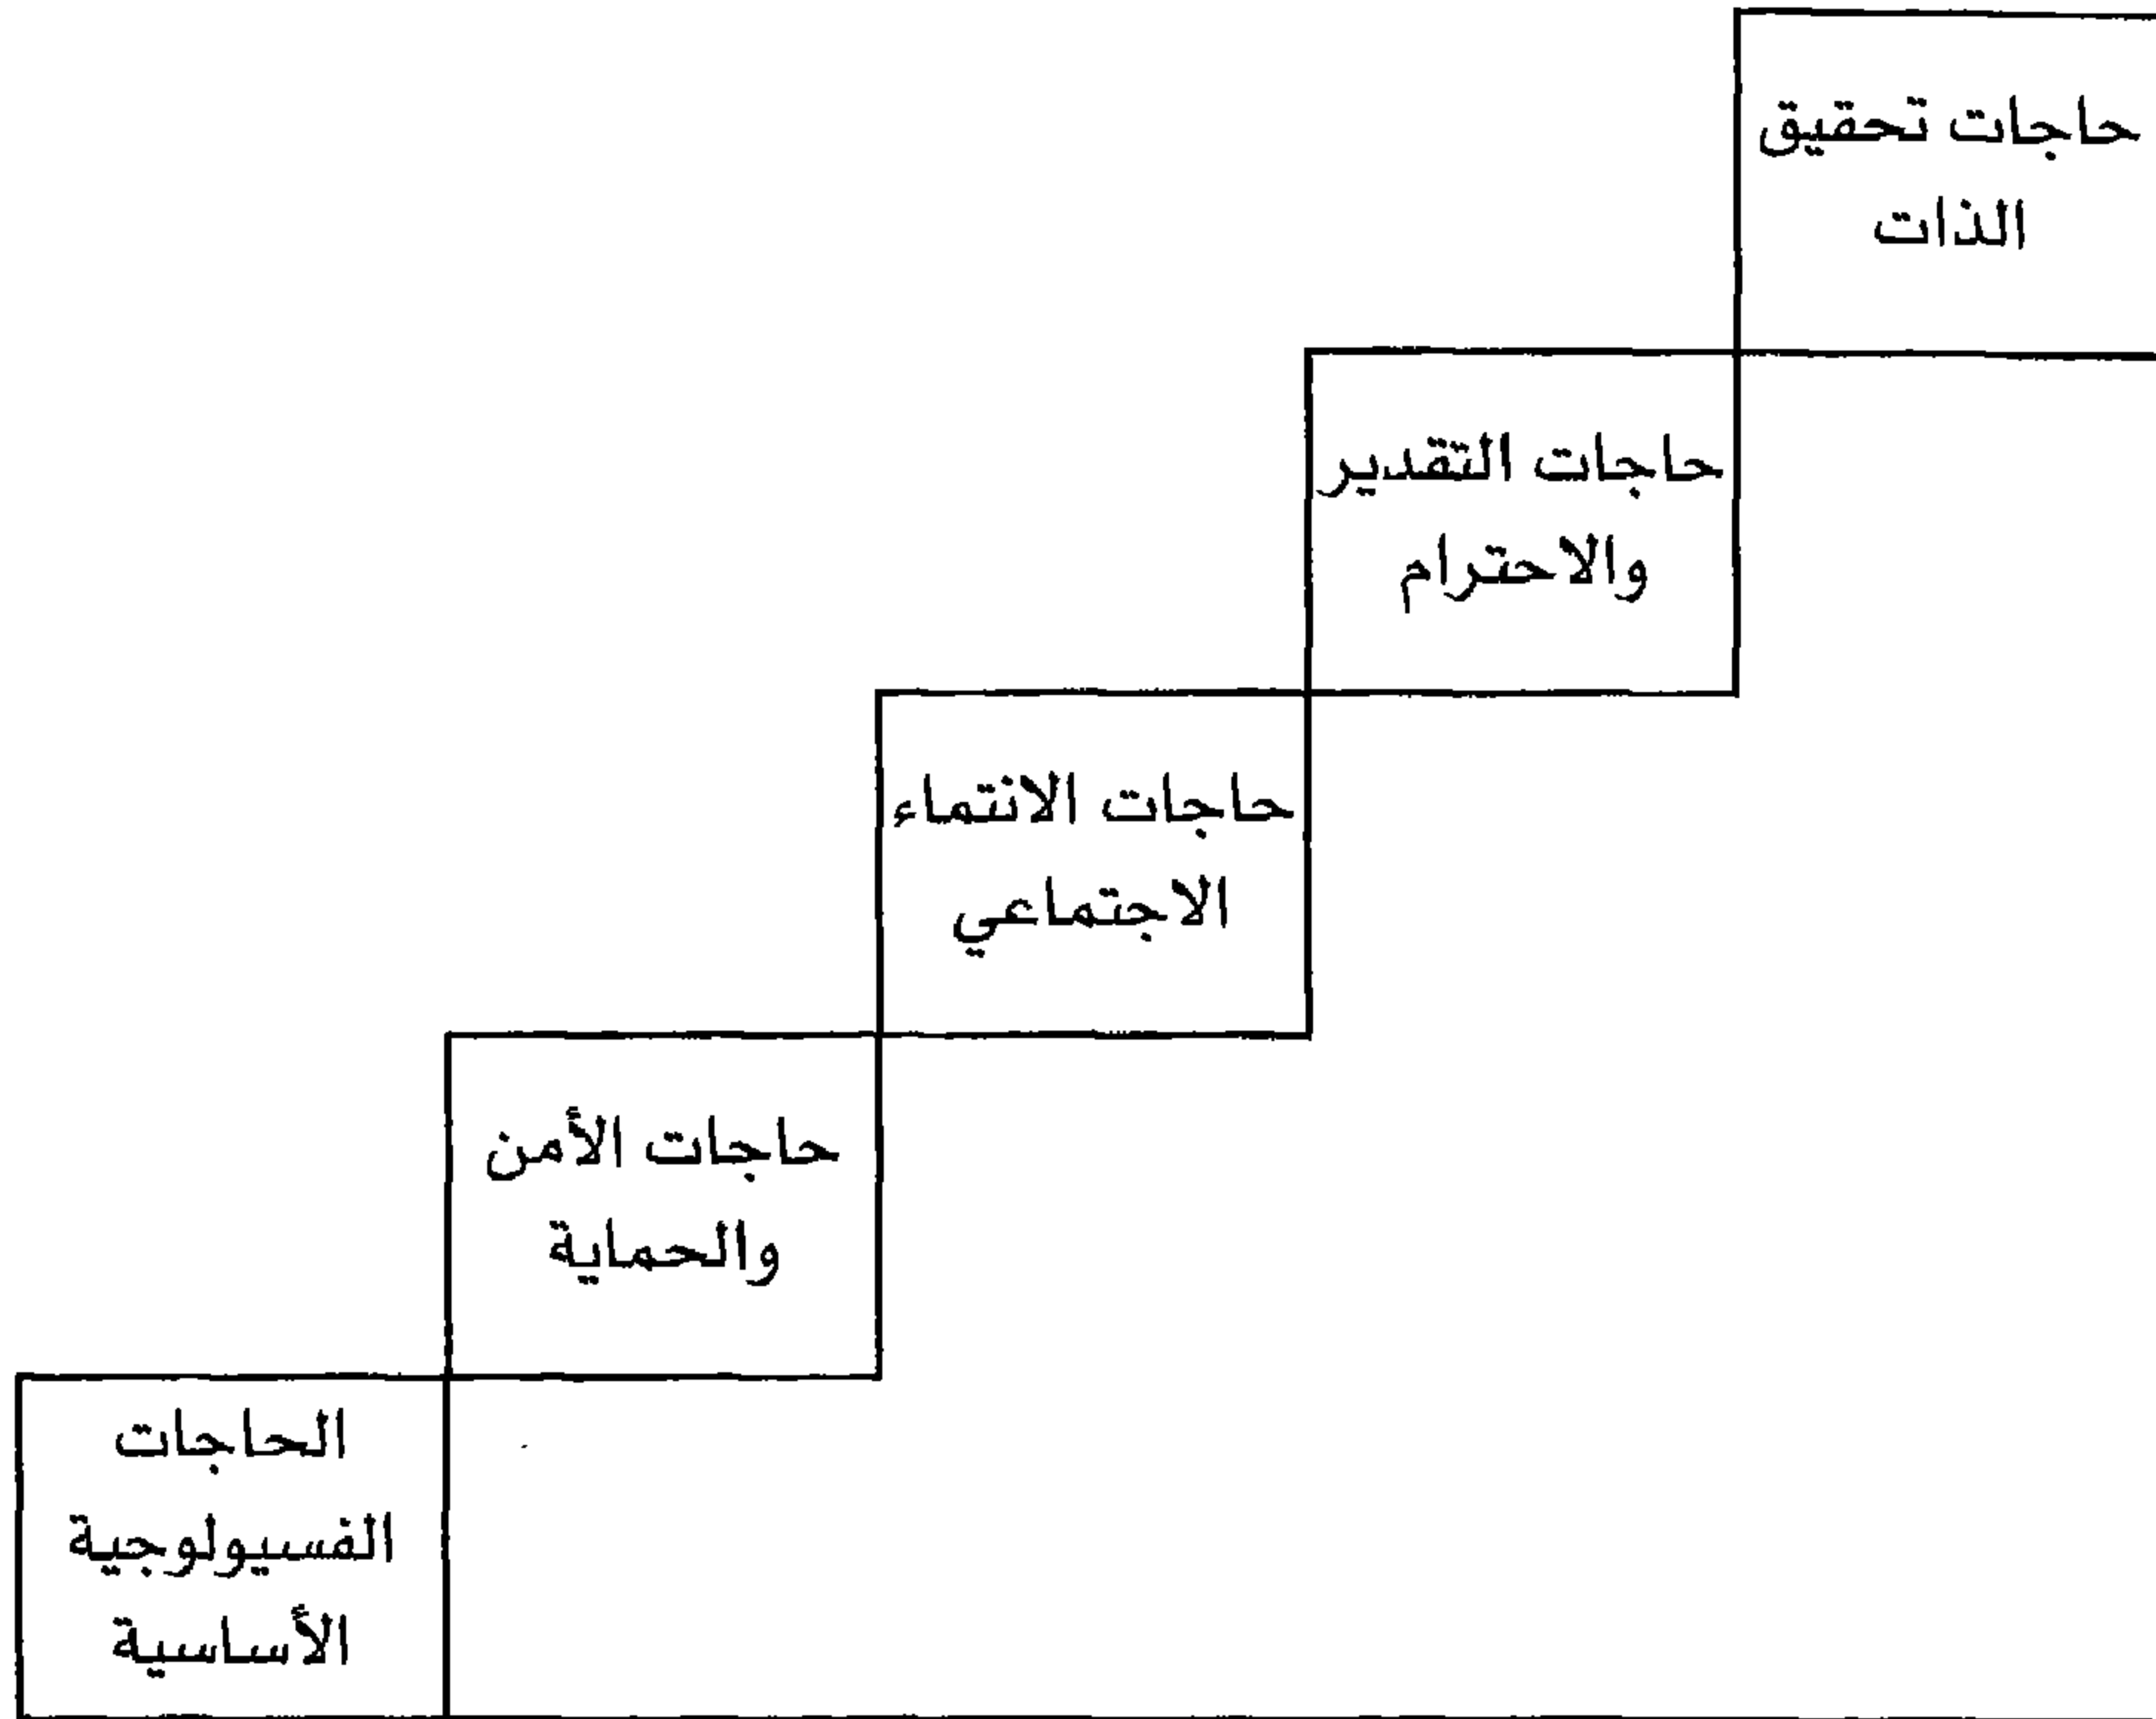 حاجات تحقيق
الذات
حاجات التقدير
والاحترام
حاجات الانتماء
الاجتماعي
حاجات الأمن
والحماية
الحاجات
الفسيولوجية
الأساسية